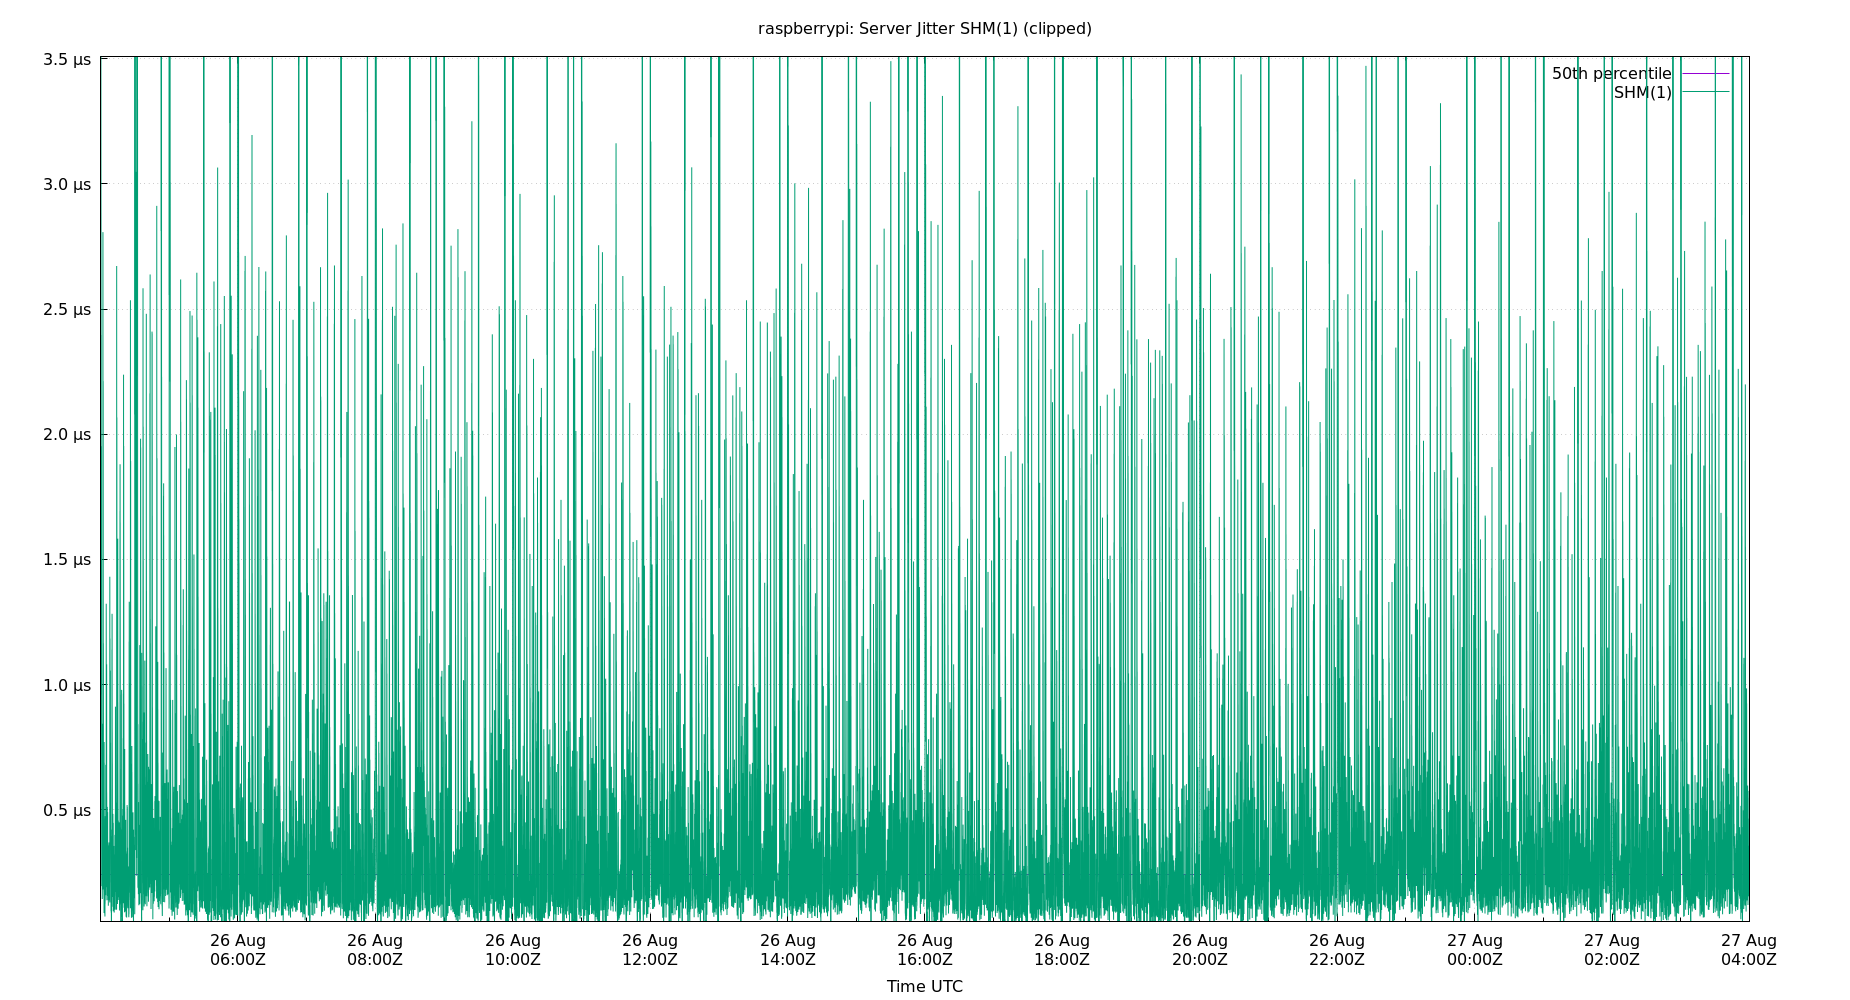 raspberrypi: Server Jitter SHM(1) (clipped)
3.5 µs
3.0 µs
2.5 µs
2.0 µs
1.5 µs
1.0 µs
0.5 µs
50th percentile
SHM(1)
26 Aug 26 Aug 26 Aug 26 Aug 26 Aug 26 Aug 26 Aug 26 Aug 26 Aug 27 Aug 27 Aug 27 Aug
06:00Z 08:00Z 10:00Z 12:00Z 14:00Z 16:00Z 18:00Z 20:00Z 22:00Z 00:00Z 02:00Z 04:00Z
Time UTC